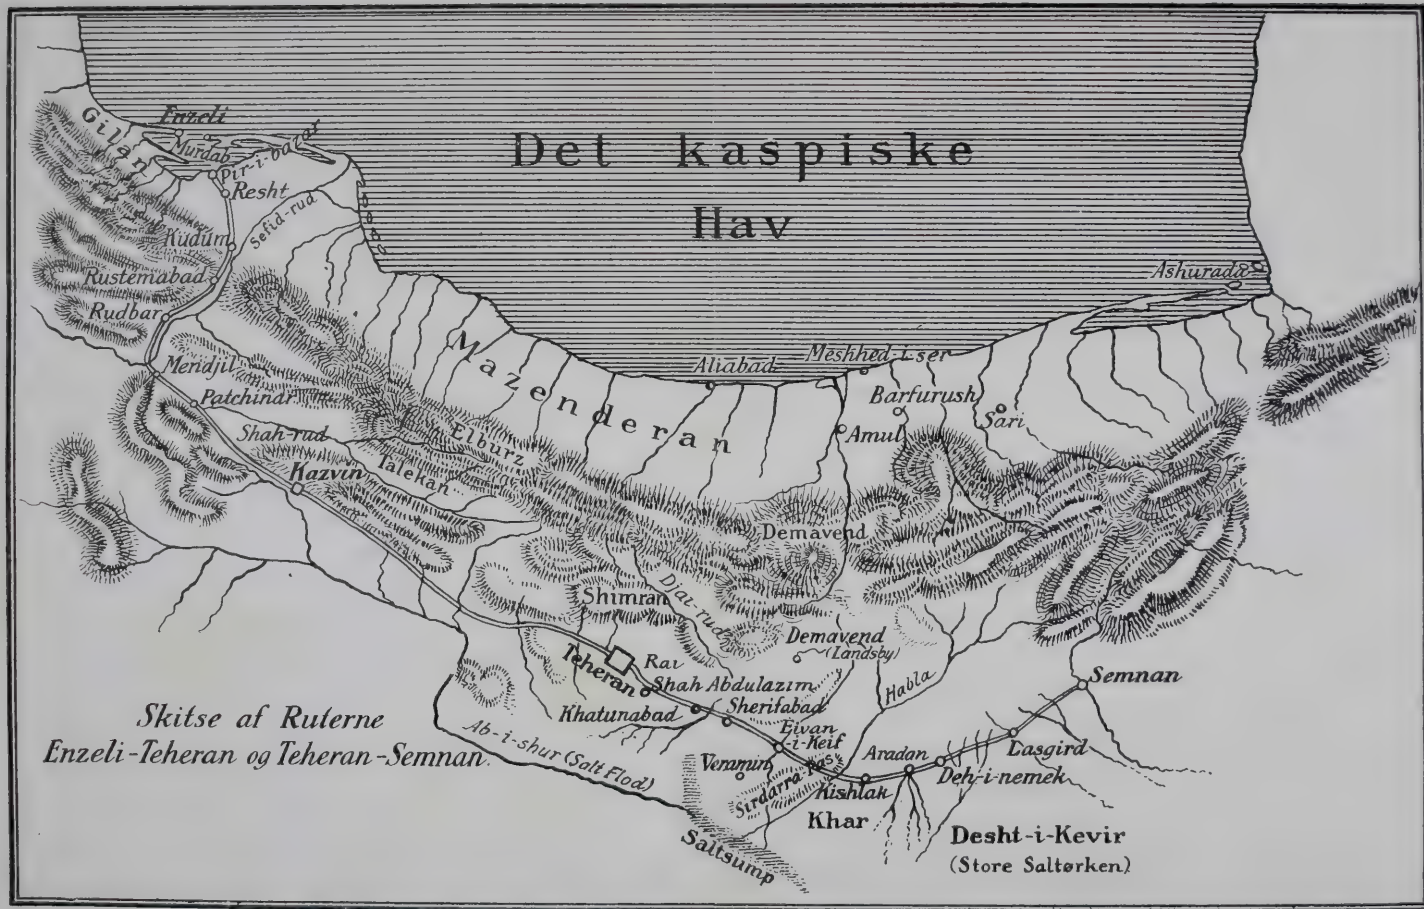 Det kaspiske
Hav
Gilan
Enzeli
Murdab
Pir-i-bazar
Resht
Sefid-rud
Kudum
Rustemabad
Rudbar
Mendjil
Patchinar
Shah-rud
Kazvin
Talekan
Elburz
Mazenderan
Aliabad
Meshhed-i-ser
Ashurada
Barfurush
Sari
Amul
Demavend
Djai-rud
Shimran
Demavend
(Landsby)
Teheran
Rai
Shah Abdulazim
Khatunabad
Sherifabad
Eivan
-i-Keif
Veramin
Sirdarra Pas
Kishlak
Khar
Habla
Aradan
Deh-i-nemek
Lasgird
Semnan
Ab-i-shur (Salt Flod)
Saltsump
Desht-i-Kevir
(Store Saltørken)
Skitse af Ruterne
Enzeli-Teheran og Teheran-Semnan.